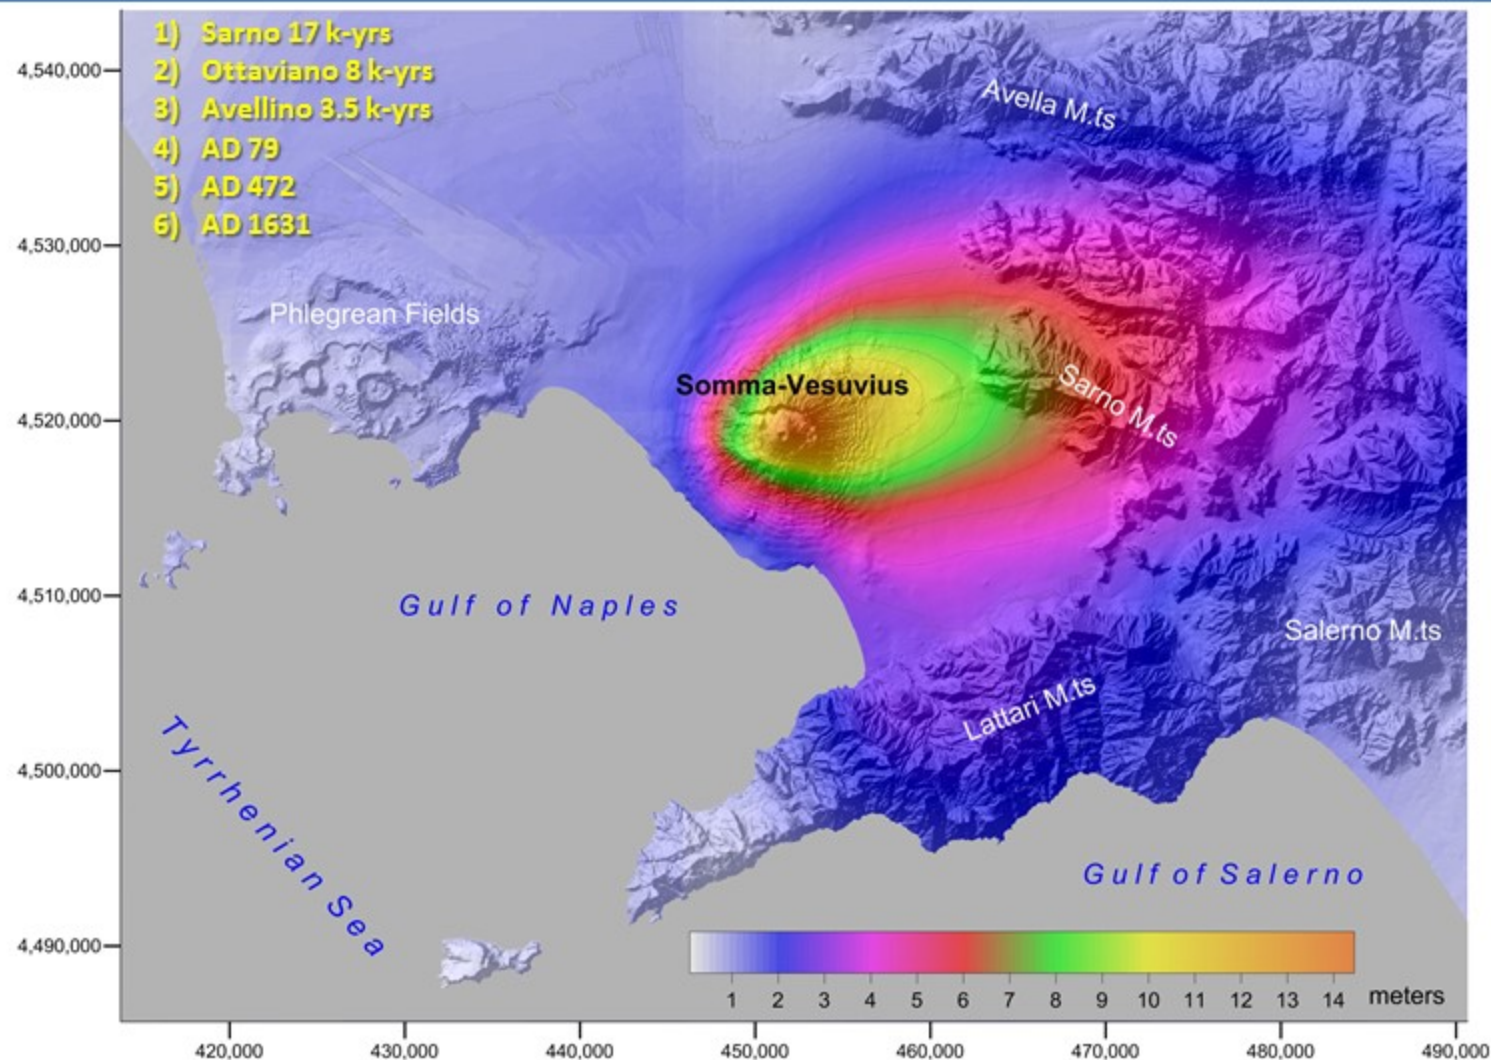 1) Sarno 17 k-yrs
2) Ottaviano 8 k-yrs
3) Avellino 3.5 k-yrs
4) AD 79
5) AD 472
6) AD 1631
4,540,000
4,530,000
4,520,000
4,510,000
4,500,000
4,490,000
Avella M.ts
Phlegrean Fields
Somma-Vesuvius
Sarno M.ts
Gulf of Naples
Salerno M.ts
Lattari M.ts
Tyrrhenian Sea
Gulf of Salerno
1 2 3 4 5 6 7 8 9 10 11 12 13 14 meters
420,000 430,000 440,000 450,000 460,000 470,000 480,000 490,000